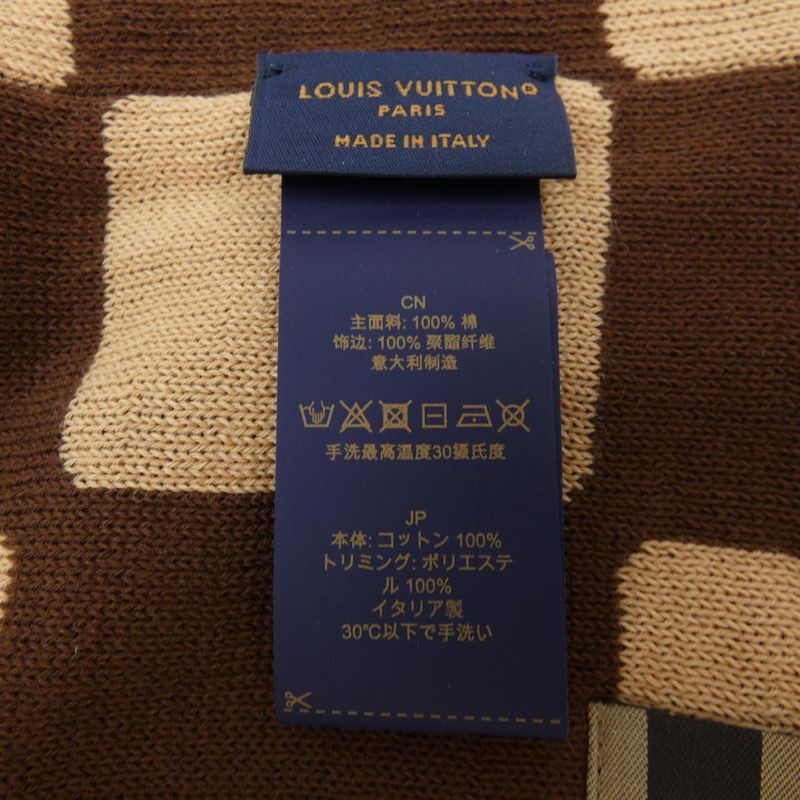 LOUIS VUITTON®
PARIS
MADE IN ITALY
CN
主面料: 100% 棉
饰边: 100% 聚酯纤维
意大利制造
手洗最高温度30摄氏度
JP
本体: コットン 100%
トリミング: ポリエステ
ル 100%
イタリア製
30℃以下で手洗い